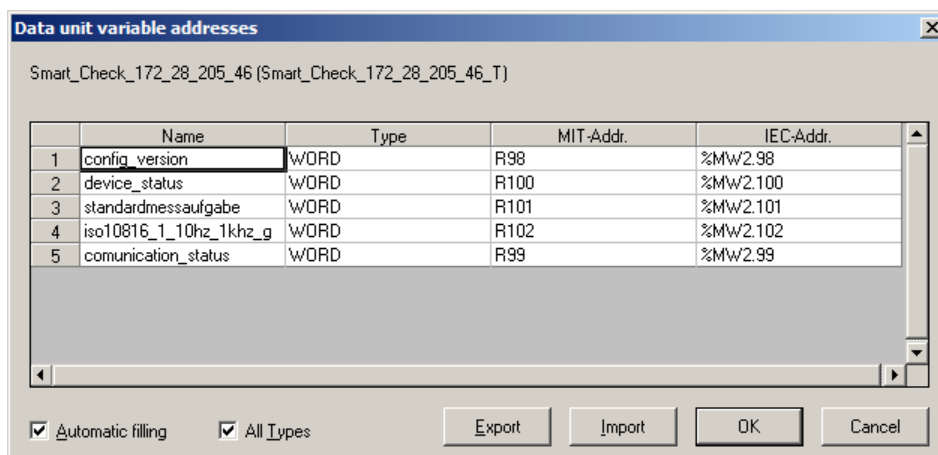 Data unit variable addresses
Smart_Check_172_28_205_46 (Smart_Check_172_28_205_46_T)
Name Type MIT-Addr. IEC-Addr.
1 config_version WORD R98 %MW2.98
2 device_status WORD R100 %MW2.100
3 standardmessaufgabe WORD R101 %MW2.101
4 iso10816_1_10hz_1khz_g WORD R102 %MW2.102
5 comunication_status WORD R99 %MW2.99
Automatic filling All Types Export Import OK Cancel